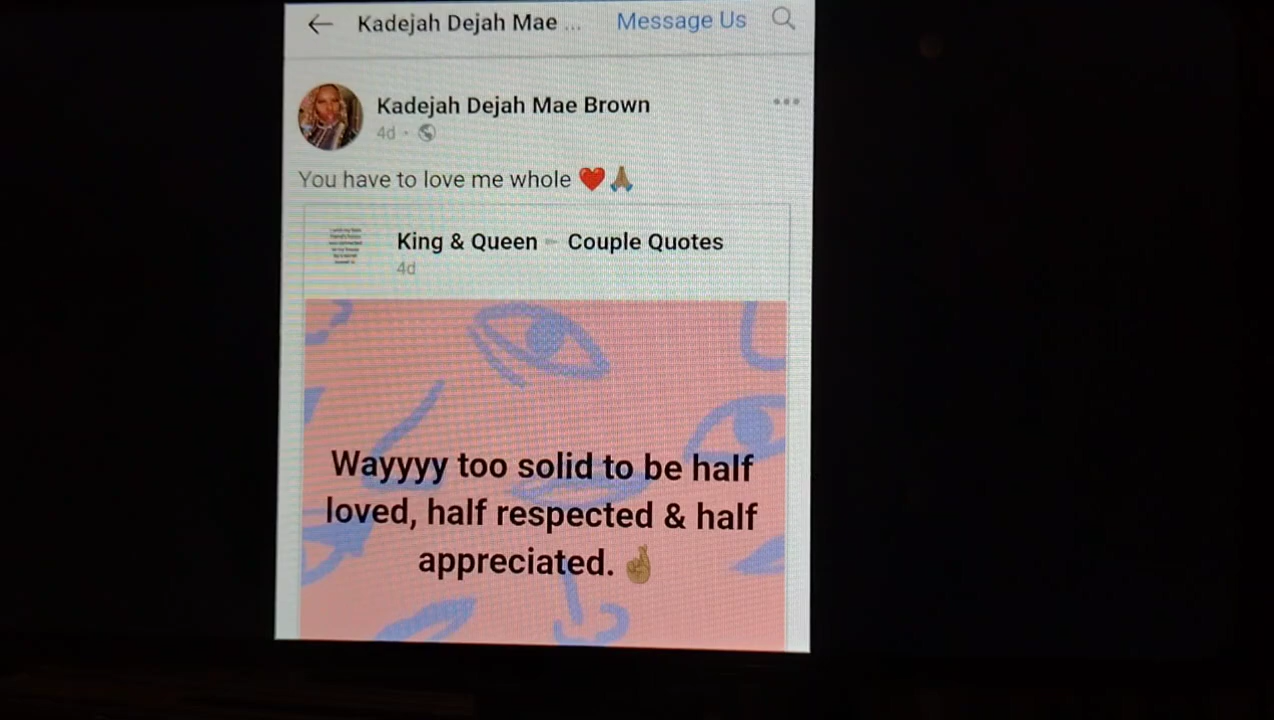 Kadejah Dejah Mae ... Message Us
Kadejah Dejah Mae Brown
4d
You have to love me whole ❤️🙏🏽
King & Queen Couple Quotes
4d
Wayyyy too solid to be half
loved, half respected & half
appreciated. 🤞🏽